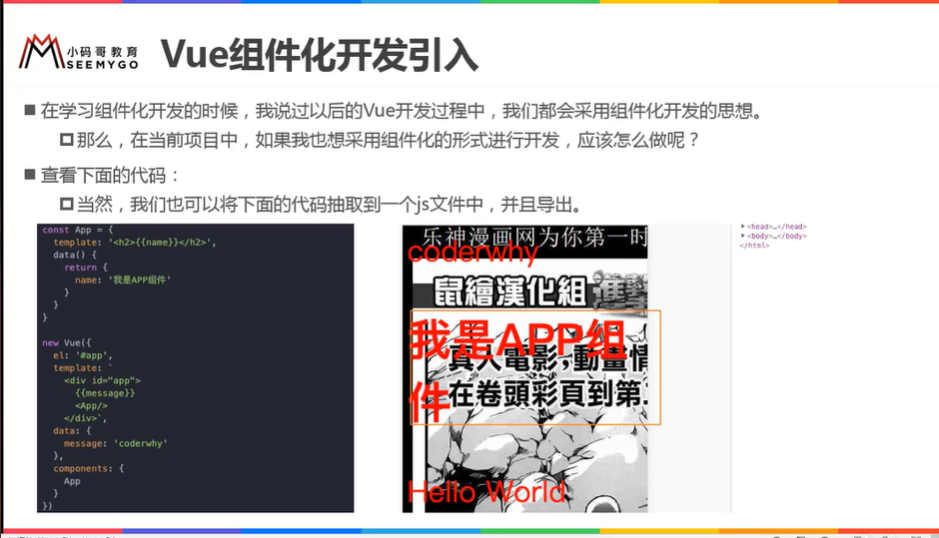 小码哥教育
SEEMYGO
Vue组件化开发引入
在学习组件化开发的时候，我说过以后的Vue开发过程中，我们都会采用组件化开发的思想。
那么，在当前项目中，如果我也想采用组件化的形式进行开发，应该怎么做呢？
查看下面的代码：
当然，我们也可以将下面的代码抽取到一个js文件中，并且导出。
const App = {
template: '<h2>{{name}}</h2>',
data() {
return {
name: '我是APP组件'
}
}
}
new Vue({
el: '#app',
template: `
<div id="app">
{{message}}
<App/>
</div>`,
data: {
message: 'coderwhy'
},
components: {
App
}
})
乐神漫画网为你第一时
coderwhy
鼠繪漢化組 進擊
我是APP组
真人電影,動畫情
件
在卷頭彩頁到第
Hello World
<head>…</head>
<body>…</body>
</html>